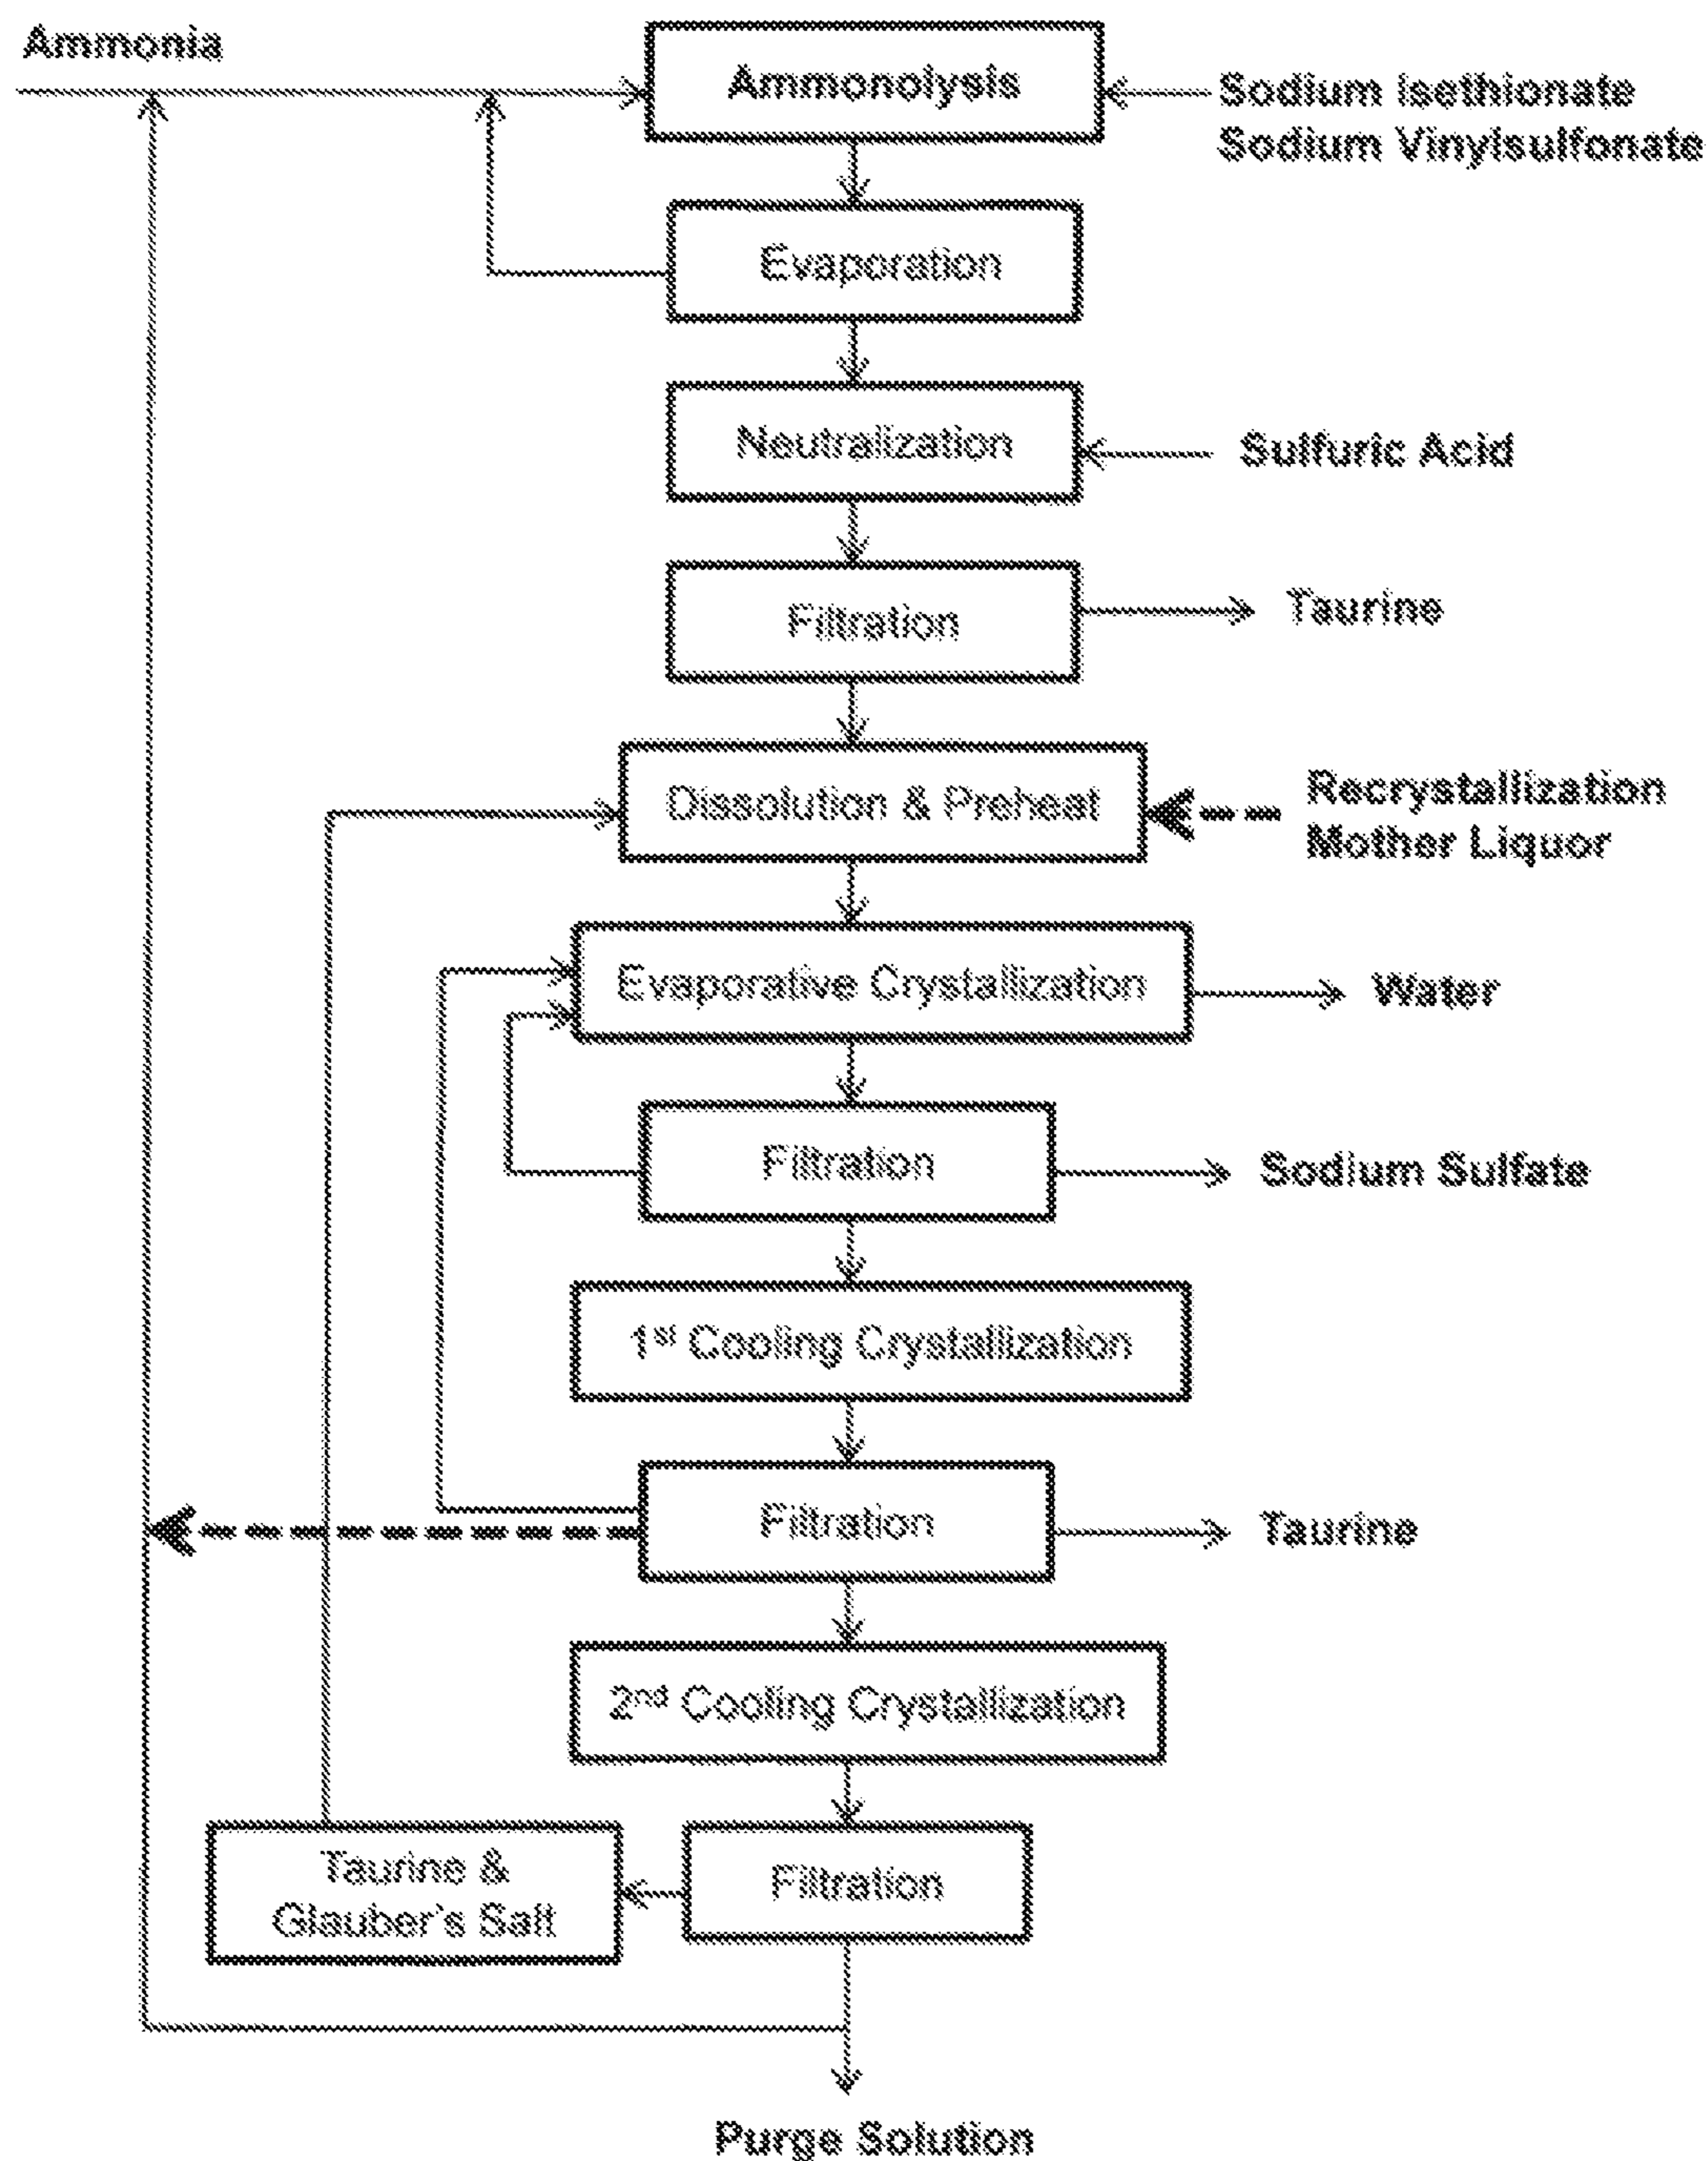 Ammonia
Ammonolysis
Sodium Isethionate
Sodium Vinylsulfonate
Evaporation
Neutralization
Sulfuric Acid
Filtration
Taurine
Dissolution & Preheat
Recrystallization
Mother Liquor
Evaporative Crystallization
Water
Filtration
Sodium Sulfate
1st Cooling Crystallization
Filtration
Taurine
2nd Cooling Crystallization
Taurine &
Glauber's Salt
Filtration
Purge Solution